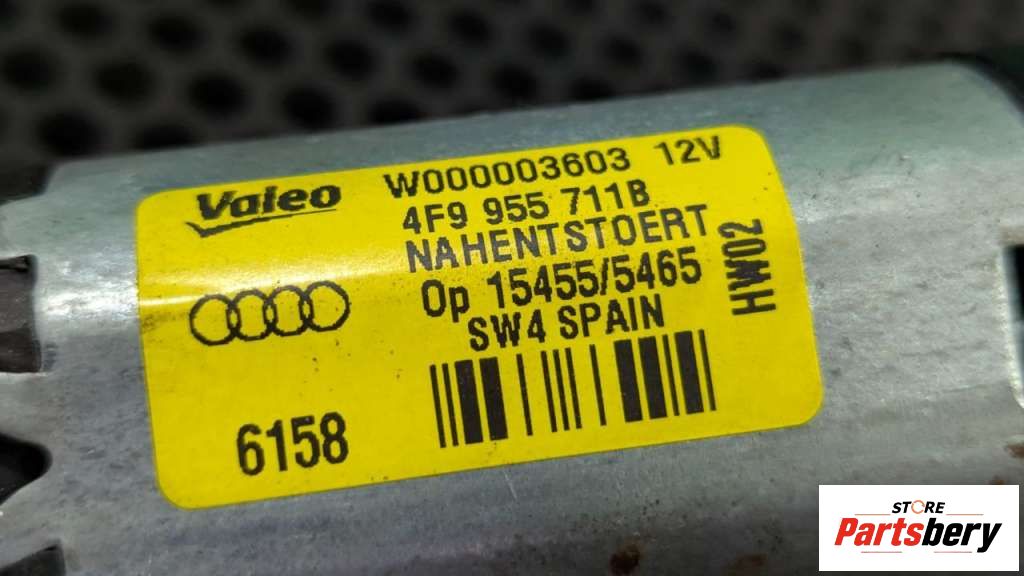 Valeo W000003603 12V
4F9 955 711B
NAHENTSTOERT
Op 15455/5465
SW4 SPAIN
HW02
6158
STORE
Partsbery